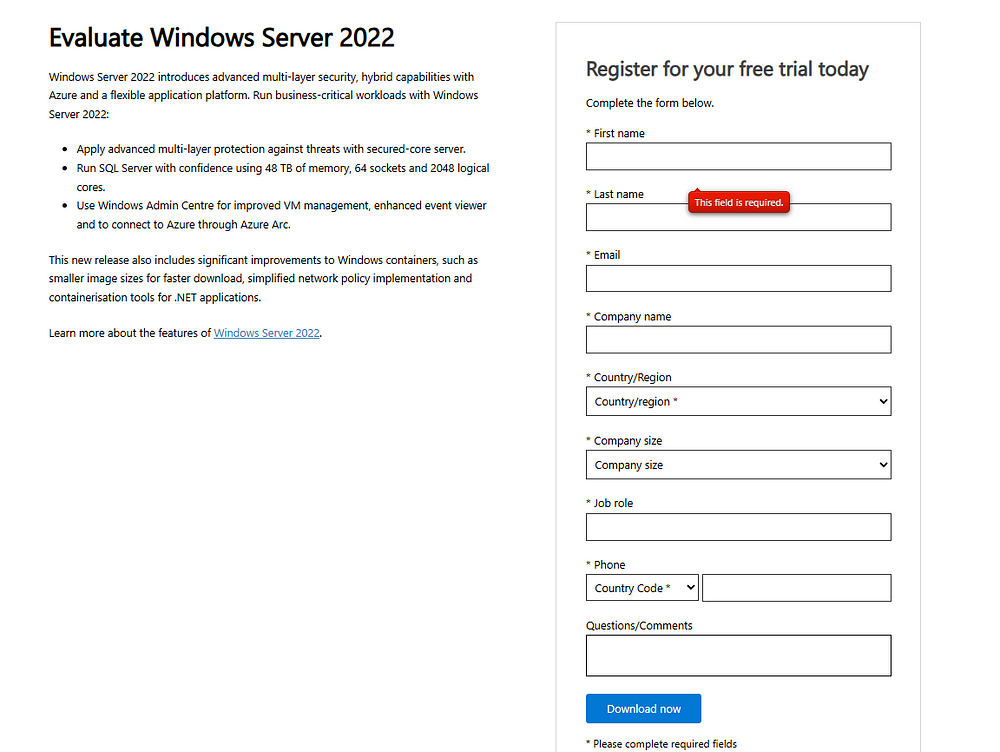 Evaluate Windows Server 2022
Windows Server 2022 introduces advanced multi-layer security, hybrid capabilities with
Azure and a flexible application platform. Run business-critical workloads with Windows
Server 2022:
• Apply advanced multi-layer protection against threats with secured-core server.
• Run SQL Server with confidence using 48 TB of memory, 64 sockets and 2048 logical
cores.
• Use Windows Admin Centre for improved VM management, enhanced event viewer
and to connect to Azure through Azure Arc.
This new release also includes significant improvements to Windows containers, such as
smaller image sizes for faster download, simplified network policy implementation and
containerisation tools for .NET applications.
Learn more about the features of Windows Server 2022.
Register for your free trial today
Complete the form below.
* First name
* Last name
This field is required.
* Email
* Company name
* Country/Region
Country/region *
* Company size
Company size
* Job role
* Phone
Country Code *
Questions/Comments
Download now
* Please complete required fields